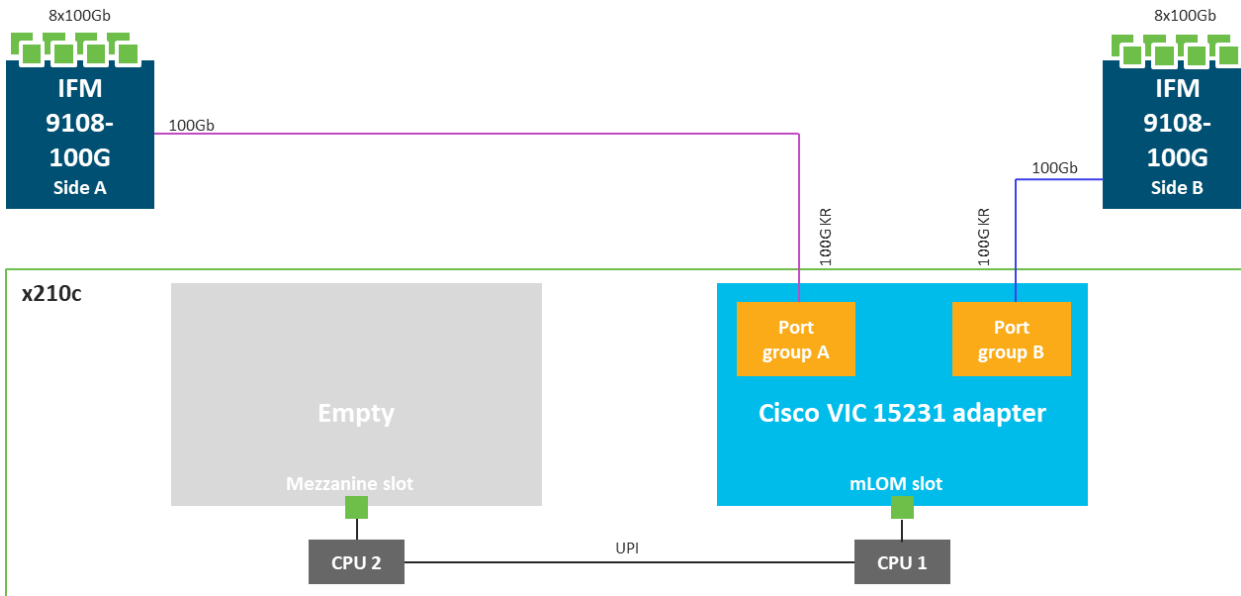 8x100Gb
IFM
9108-
100G
Side A
8x100Gb
IFM
9108-
100G
Side B
100Gb
100Gb
100G KR
100G KR
x210c
Port
group A
Port
group B
Empty
Cisco VIC 15231 adapter
Mezzanine slot
mLOM slot
CPU 2
UPI
CPU 1